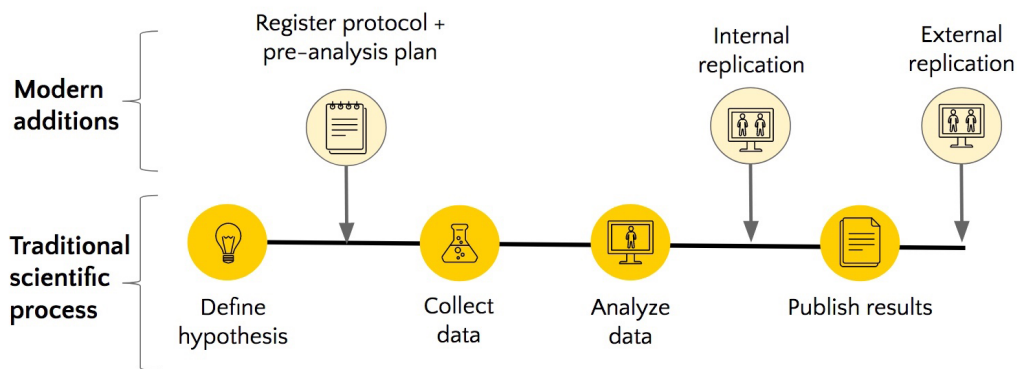 Register protocol +
pre-analysis plan
Internal
replication
External
replication
Modern
additions
Traditional
scientific
process
Define
hypothesis
Collect
data
Analyze
data
Publish results